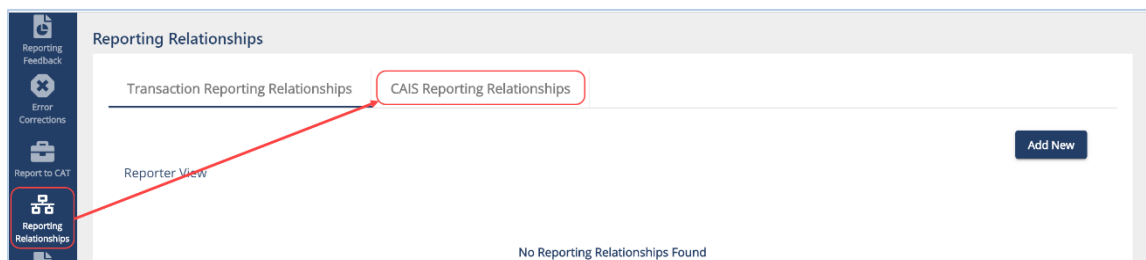 Reporting
Feedback
Error
Corrections
Report to CAT
Reporting
Relationships
Reporting Relationships
Transaction Reporting Relationships
CAIS Reporting Relationships
Add New
Reporter View
No Reporting Relationships Found